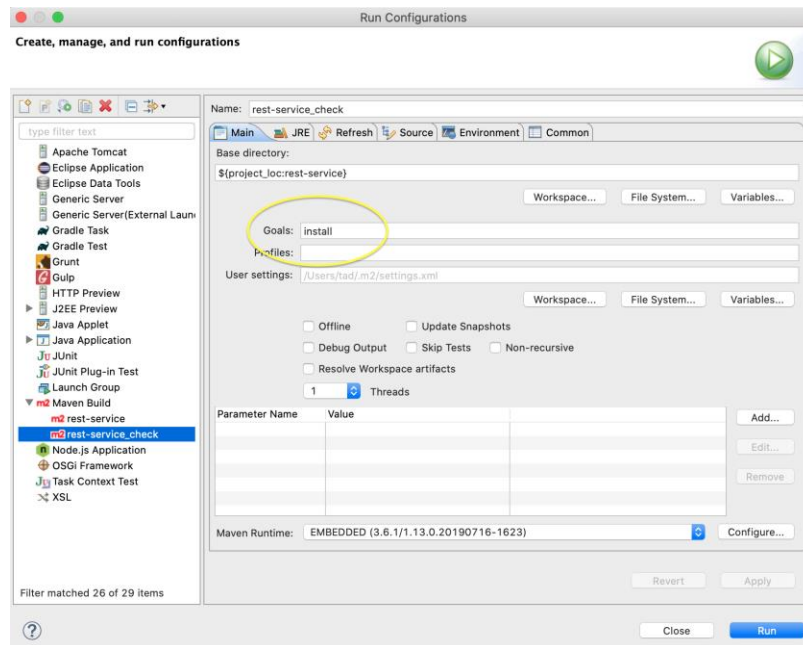 Run Configurations
Create, manage, and run configurations
type filter text
Apache Tomcat
Eclipse Application
Eclipse Data Tools
Generic Server
Generic Server(External Laun
Gradle Task
Gradle Test
Grunt
Gulp
HTTP Preview
J2EE Preview
Java Applet
Java Application
JUnit
JUnit Plug-in Test
Launch Group
Maven Build
m2 rest-service
m2 rest-service_check
Node.js Application
OSGi Framework
Task Context Test
XSL
Filter matched 26 of 29 items
Name: rest-service_check
Main JRE Refresh Source Environment Common
Base directory:
${project_loc:rest-service}
Workspace... File System... Variables...
Goals: install
Profiles:
User settings: /Users/tad/.m2/settings.xml
Workspace... File System... Variables...
Offline Update Snapshots
Debug Output Skip Tests Non-recursive
Resolve Workspace artifacts
1 Threads
Parameter Name Value
Add...
Edit...
Remove
Maven Runtime: EMBEDDED (3.6.1/1.13.0.20190716-1623) Configure...
Revert Apply
? Close Run